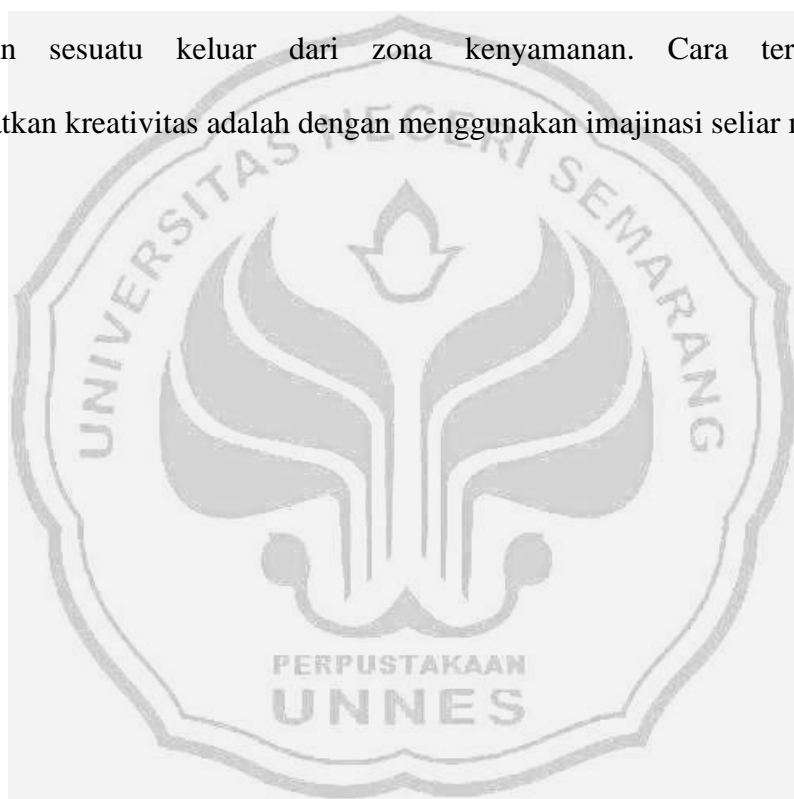 n sesuatu keluar dari zona kenyamanan. Cara ter
tkan kreativitas adalah dengan menggunakan imajinasi seliar
UNIVERSITAS NEGERI SEMARANG
PERPUSTAKAAN
UNNES